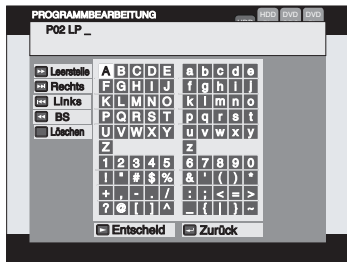 PROGRAMMBEARBEITUNG
HDD DVD DVD
P02 LP _
Leerstelle
Rechts
Links
BS
Löschen
A B C D E a b c d e
F G H I J f g h i j
K L M N O k l m n o
P Q R S T p q r s t
U V W X Y u v w x y
Z z
1 2 3 4 5 6 7 8 9 0
! " # $ % & ' ( ) *
+ , - . / : ; < = >
? @ [ ] ^ _ { | } ~
Entscheid Zurück